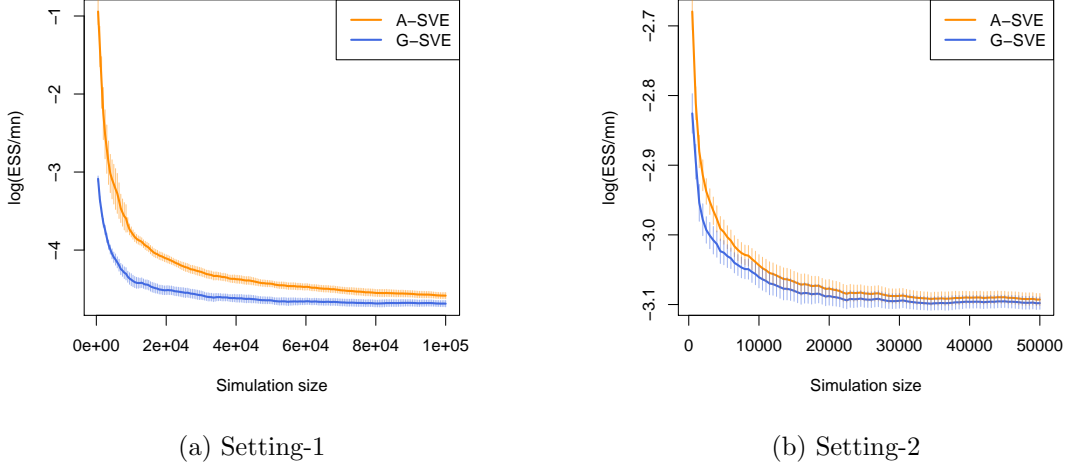 A−SVE
G−SVE
log(ESS/mn)
−1
−2
−3
−4
0e+00 2e+04 4e+04 6e+04 8e+04 1e+05
Simulation size
(a) Setting-1
A−SVE
G−SVE
log(ESS/mn)
−2.7
−2.8
−2.9
−3.0
−3.1
0 10000 20000 30000 40000 50000
Simulation size
(b) Setting-2